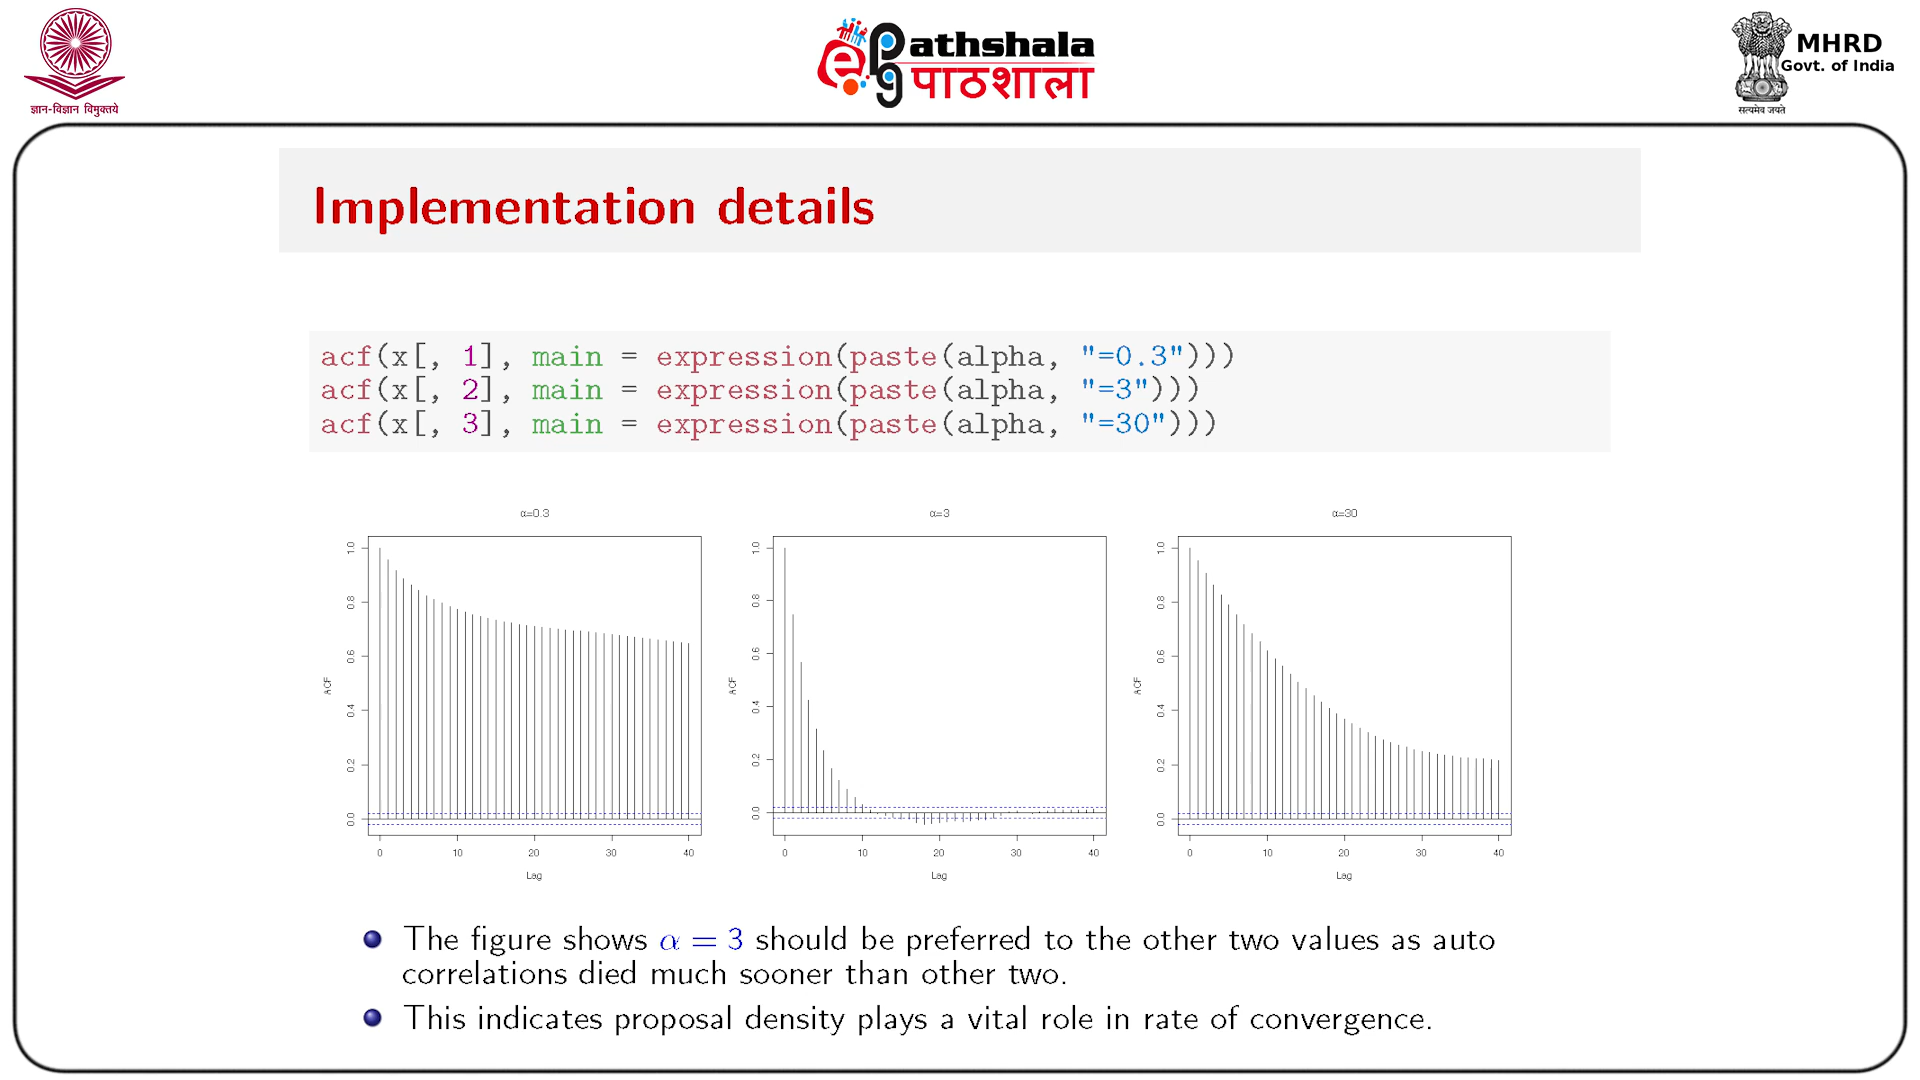 ज्ञान-विज्ञान विमुक्तये
ePG Pathshala
पाठशाला
MHRD
Govt. of India
सत्यमेव जयते
Implementation details
acf(x[, 1], main = expression(paste(alpha, "=0.3")))
acf(x[, 2], main = expression(paste(alpha, "=3")))
acf(x[, 3], main = expression(paste(alpha, "=30")))
α=0.3
ACF
0.0 0.2 0.4 0.6 0.8 1.0
0 10 20 30 40
Lag
α=3
ACF
0.0 0.2 0.4 0.6 0.8 1.0
0 10 20 30 40
Lag
α=30
ACF
0.0 0.2 0.4 0.6 0.8 1.0
0 10 20 30 40
Lag
The figure shows α = 3 should be preferred to the other two values as auto
correlations died much sooner than other two.
This indicates proposal density plays a vital role in rate of convergence.